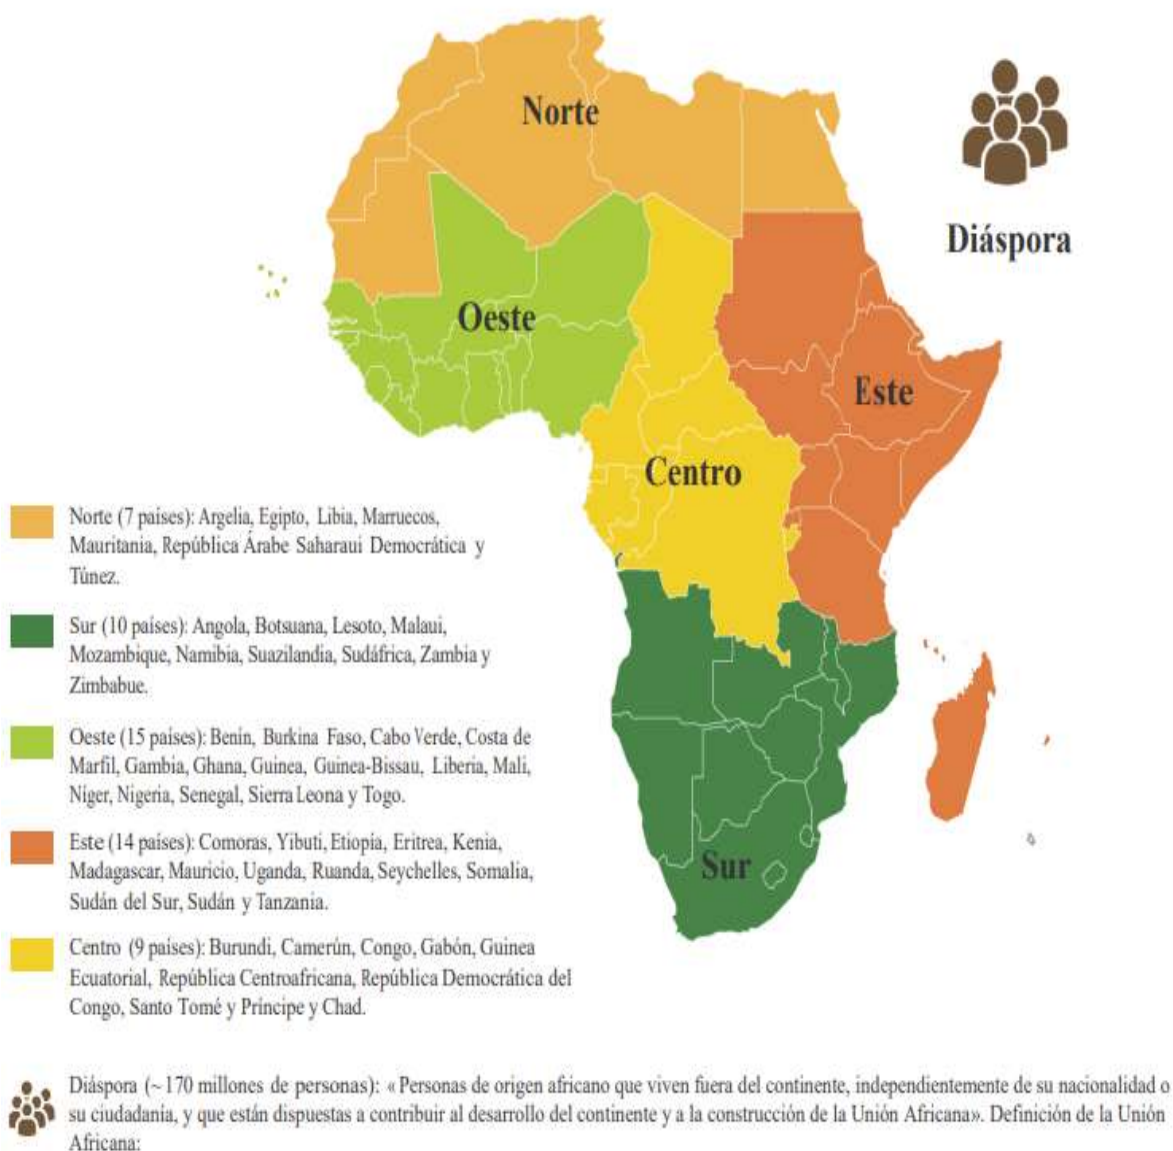 Norte
Diáspora
Oeste
Este
Centro
Sur
Norte (7 países): Argelia, Egipto, Libia, Marruecos,
Mauritania, República Árabe Saharaui Democrática y
Túnez.
Sur (10 países): Angola, Botsuana, Lesoto, Malaui,
Mozambique, Namibia, Suazilandia, Sudáfrica, Zambia y
Zimbabue.
Oeste (15 países): Benín, Burkina Faso, Cabo Verde, Costa de
Marfil, Gambia, Ghana, Guinea, Guinea-Bissau, Liberia, Mali,
Níger, Nigeria, Senegal, Sierra Leona y Togo.
Este (14 países): Comoras, Yibuti, Etiopía, Eritrea, Kenia,
Madagascar, Mauricio, Uganda, Ruanda, Seychelles, Somalia,
Sudán del Sur, Sudán y Tanzania.
Centro (9 países): Burundi, Camerún, Congo, Gabón, Guinea
Ecuatorial, República Centroafricana, República Democrática del
Congo, Santo Tomé y Príncipe y Chad.
Diáspora (~170 millones de personas): «Personas de origen africano que viven fuera del continente, independientemente de su nacionalidad o
su ciudadanía, y que están dispuestas a contribuir al desarrollo del continente y a la construcción de la Unión Africana». Definición de la Unión
Africana: